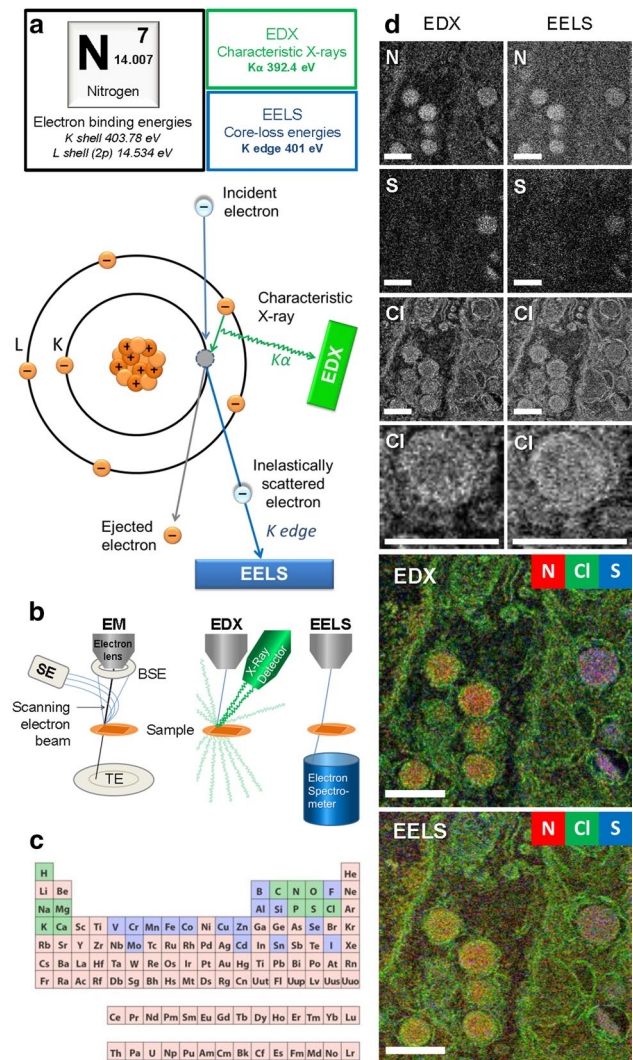 a
N
7
14.007
Nitrogen
Electron binding energies
K shell 403.78 eV
L shell (2p) 14.534 eV
EDX
Characteristic X-rays
Kα 392.4 eV
EELS
Core-loss energies
K edge 401 eV
Incident
electron
Characteristic
X-ray
L
K
Kα
EDX
Inelastically
scattered
electron
Ejected
electron
K edge
EELS
b
EM
Electron
lens
SE
BSE
Scanning
electron
beam
TE
EDX
X-Ray
Detector
Sample
EELS
Electron
Spectro-
meter
c
H He
Li Be B C N O F Ne
Na Mg Al Si P S Cl Ar
K Ca Sc Ti V Cr Mn Fe Co Ni Cu Zn Ga Ge As Se Br Kr
Rb Sr Y Zr Nb Mo Tc Ru Rh Pd Ag Cd In Sn Sb Te I Xe
Cs Ba La Hf Ta W Re Os Ir Pt Au Hg Ti Pb Bi Po At Rn
Fr Ra Ac Rf Db Sg Bh Hs Mt Ds Rg Cn Uut Fl Uup Lv Uus Uuo
Ce Pr Nd Pm Sm Eu Gd Tb Dy Ho Er Tm Yb Lu
Th Pa U Np Pu Am Cm Bk Cf Es Fm Md No Lr
d
EDX EELS
N N
S S
Cl Cl
Cl Cl
EDX N Cl S
EELS N Cl S